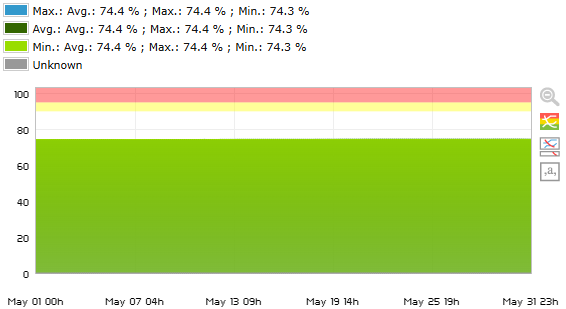 Max.: Avg.: 74.4 % ; Max.: 74.4 % ; Min.: 74.3 %
Avg.: Avg.: 74.4 % ; Max.: 74.4 % ; Min.: 74.3 %
Min.: Avg.: 74.4 % ; Max.: 74.4 % ; Min.: 74.3 %
Unknown
100
80
60
40
20
0
May 01 00h May 07 04h May 13 09h May 19 14h May 25 19h May 31 23h
,a,